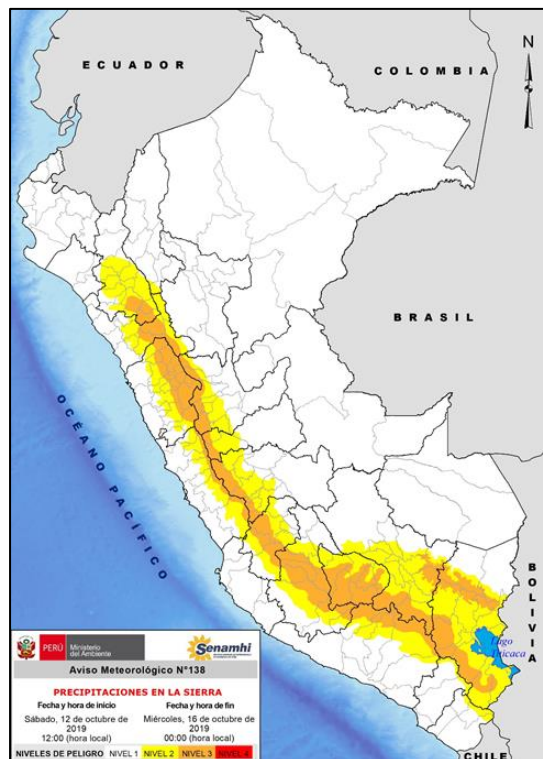 ECUADOR
COLOMBIA
N
BRASIL
OCÉANO PACÍFICO
BOLIVIA
Lago
Titicaca
CHILE
PERÚ
Ministerio
del Ambiente
Senamhi
Aviso Meteorológico N°138
PRECIPITACIONES EN LA SIERRA
Fecha y hora de inicio
Sábado, 12 de octubre de
2019
12:00 (hora local)
Fecha y hora de fin
Miércoles, 16 de octubre de
2019
00:00 (hora local)
NIVELES DE PELIGRO NIVEL 1 NIVEL 2 NIVEL 3 NIVEL 4